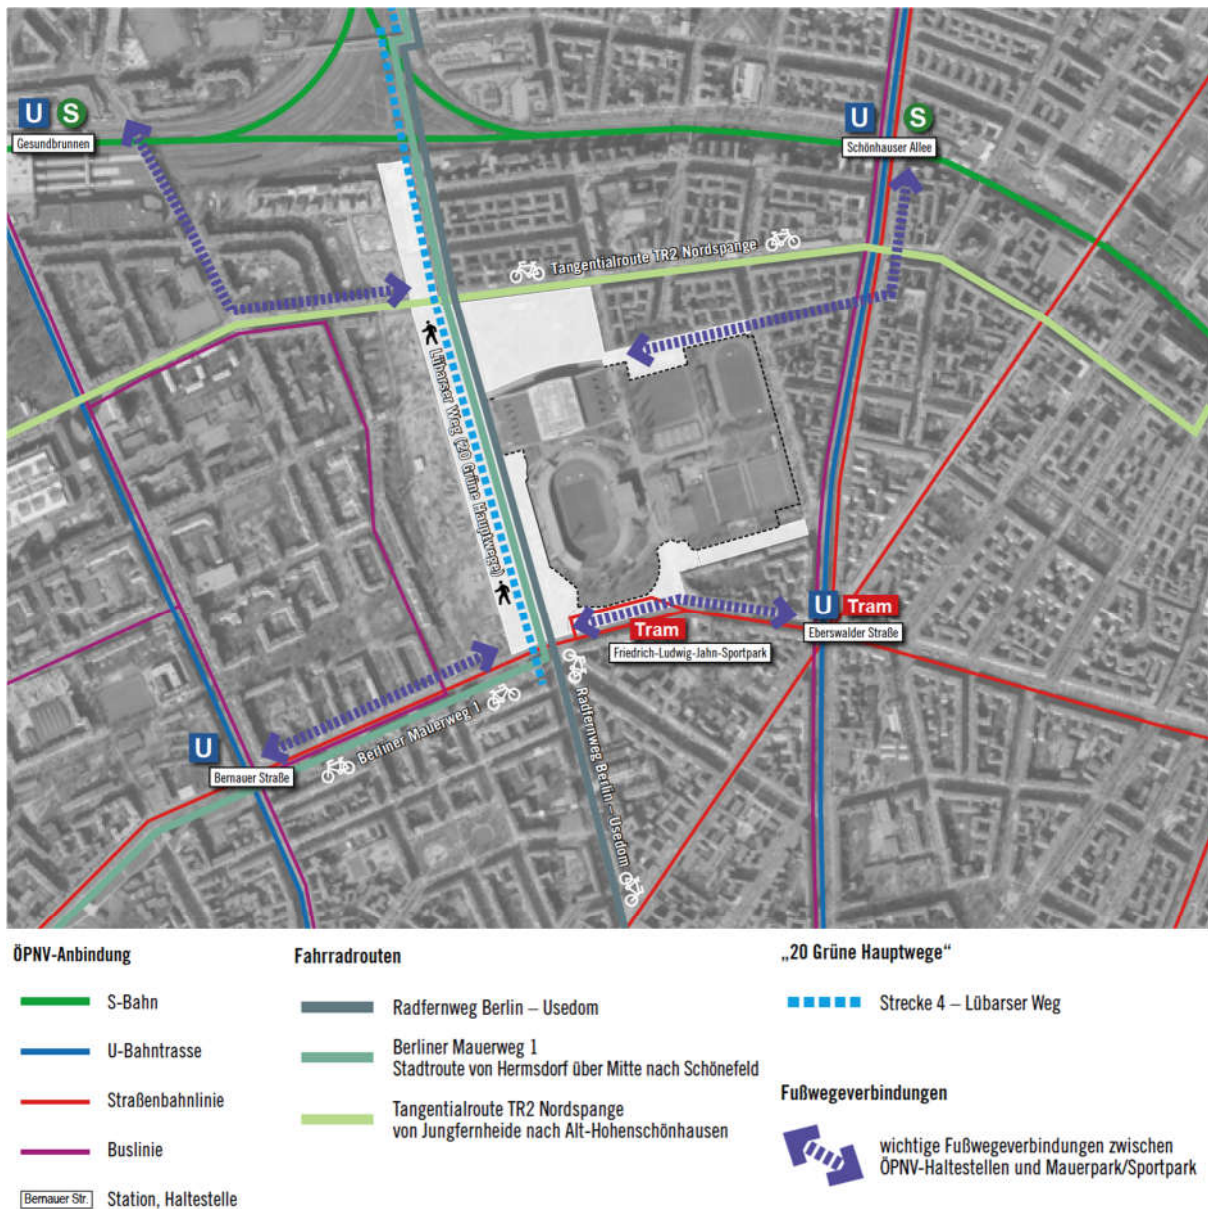 U S
Gesundbrunnen
U S
Schönhauser Allee
Tangentialroute TR2 Nordspange
Lübarser Weg (20 Grüne Hauptwege)
U Tram
Eberswalder Straße
Tram
Friedrich-Ludwig-Jahn-Sportpark
U
Bernauer Straße
Berliner Mauerweg 1
Radfernweg Berlin – Usedom
ÖPNV-Anbindung
S-Bahn
U-Bahntrasse
Straßenbahnlinie
Buslinie
Bernauer Str. Station, Haltestelle
Fahrradrouten
Radfernweg Berlin – Usedom
Berliner Mauerweg 1
Stadtroute von Hermsdorf über Mitte nach Schönefeld
Tangentialroute TR2 Nordspange
von Jungfernheide nach Alt-Hohenschönhausen
„20 Grüne Hauptwege“
Strecke 4 – Lübarser Weg
Fußwegeverbindungen
wichtige Fußwegeverbindungen zwischen
ÖPNV-Haltestellen und Mauerpark/Sportpark